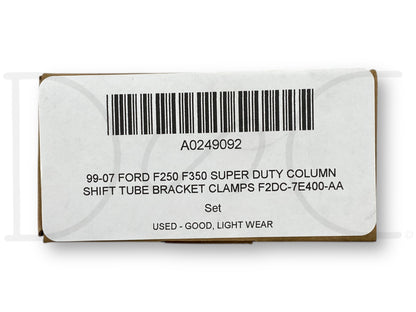 A0249092
99-07 FORD F250 F350 SUPER DUTY COLUMN
SHIFT TUBE BRACKET CLAMPS F2DC-7E400-AA
Set
USED - GOOD, LIGHT WEAR